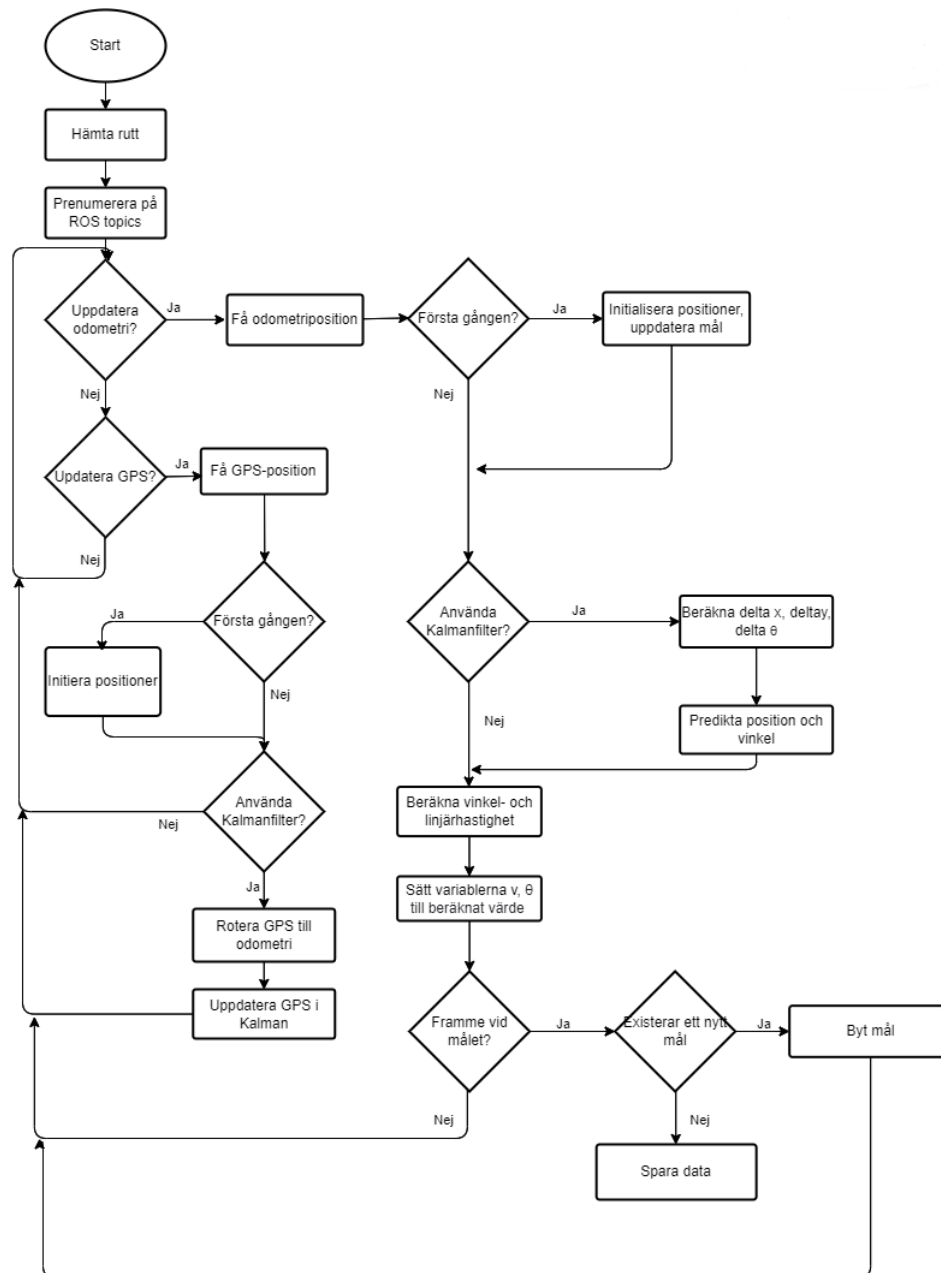 Start
Hämta rutt
Prenumerera på
ROS topics
Uppdatera
odometri?
Ja
Få odometriposition
Första gången?
Ja
Initialisera positioner,
uppdatera mål
Nej
Nej
Updatera GPS?
Ja
Få GPS-position
Nej
Första gången?
Ja
Initiera positioner
Nej
Använda
Kalmanfilter?
Nej
Ja
Rotera GPS till
odometri
Uppdatera GPS i
Kalman
Använda
Kalmanfilter?
Ja
Beräkna delta x, deltay,
delta θ
Predikta position och
vinkel
Nej
Beräkna vinkel- och
linjärhastighet
Sätt variablerna v, θ
till beräknat värde
Framme vid
målet?
Ja
Nej
Existerar ett nytt
mål
Ja
Byt mål
Nej
Spara data